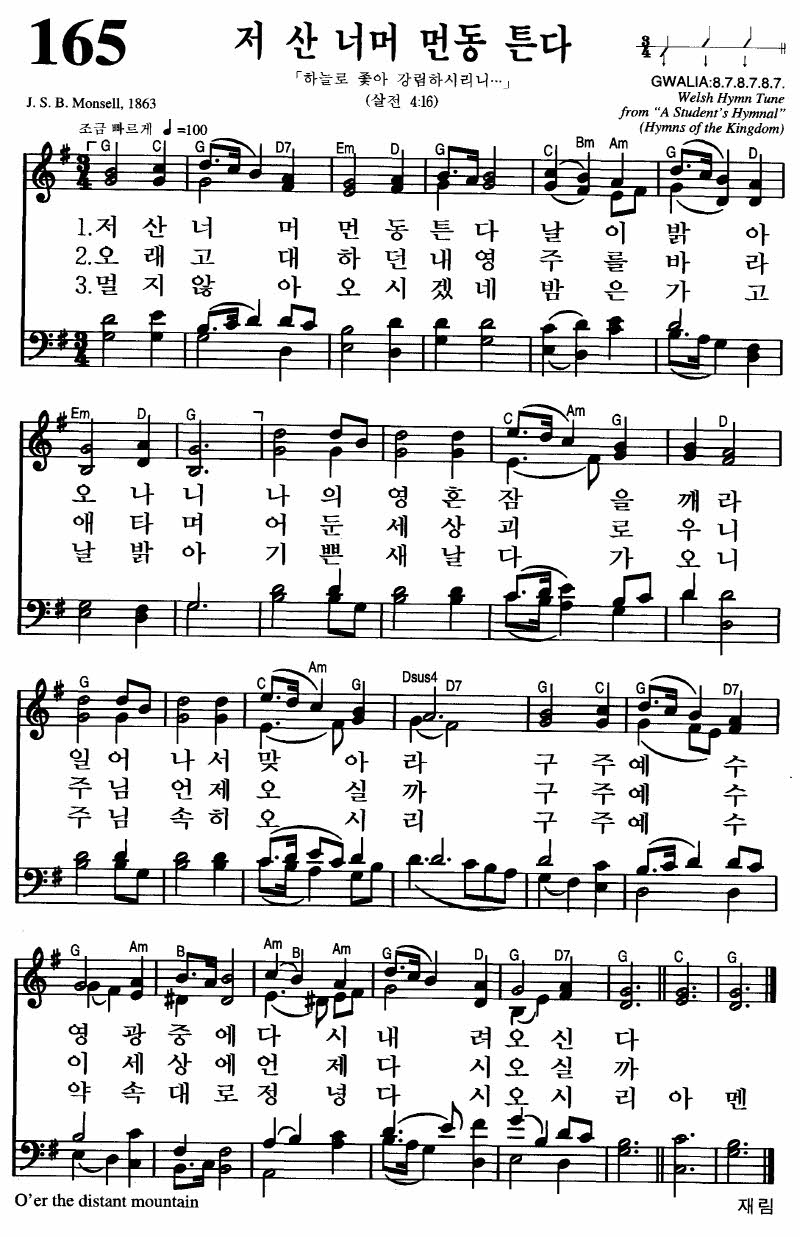 165
저 산 너머 먼동 튼다
「하늘로 좇아 강림하시리니…」
(살전 4:16)
J. S. B. Monsell, 1863
GWALIA:8.7.8.7.8.7.
Welsh Hymn Tune
from “A Student’s Hymnal”
(Hymns of the Kingdom)
조금 빠르게 ♩=100
G C G D7 Em D G C Bm Am G D
3/4
1.저 산 너 머 먼 동 튼 다 날 이 밝 아
2.오 래 고 대 하 던 내 영 주 를 바 라
3.멀 지 않 아 오 시 겠 네 밤 은 가 고
3/4
Em D G C Am G D
오 나 니 나 의 영 혼 잠 을 깨 라
애 타 며 어 둔 세 상 괴 로 우 니
날 밝 아 기 쁜 새 날 다 가 오 니
G C Am Dsus4 D7 G C G D7
일 어 나 서 맞 아 라 구 주 예 수
주 님 언 제 오 실 까 구 주 예 수
주 님 속 히 오 시 리 구 주 예 수
G Am B Am B Am G D G D7 G C G
영 광 중 에 다 시 내 려 오 신 다
이 세 상 에 언 제 다 시 오 실 까
약 속 대 로 정 녕 다 시 오 시 리 아 멘
O’er the distant mountain
재림